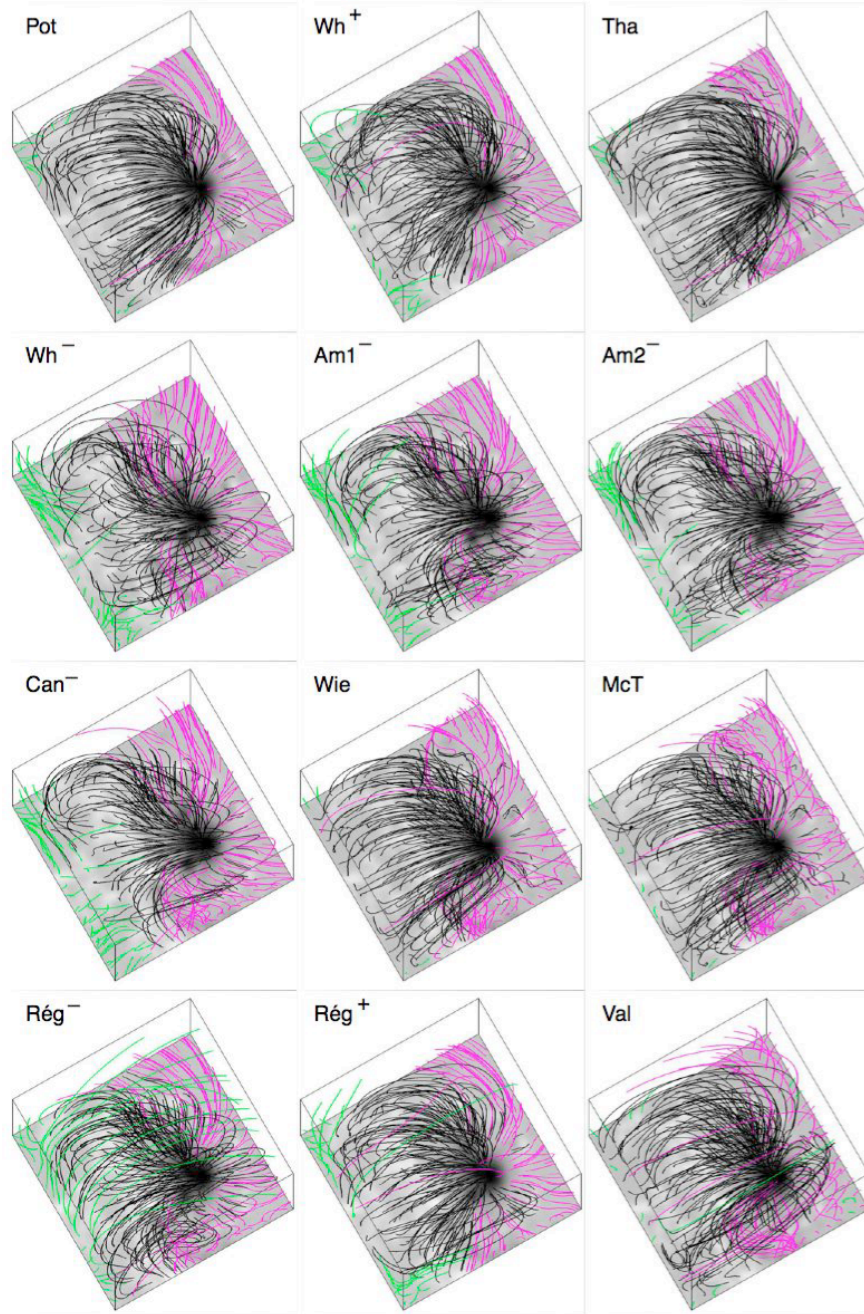 Pot
Wh +
Tha
Wh −
Am1 −
Am2 −
Can −
Wie
McT
Rég −
Rég +
Val